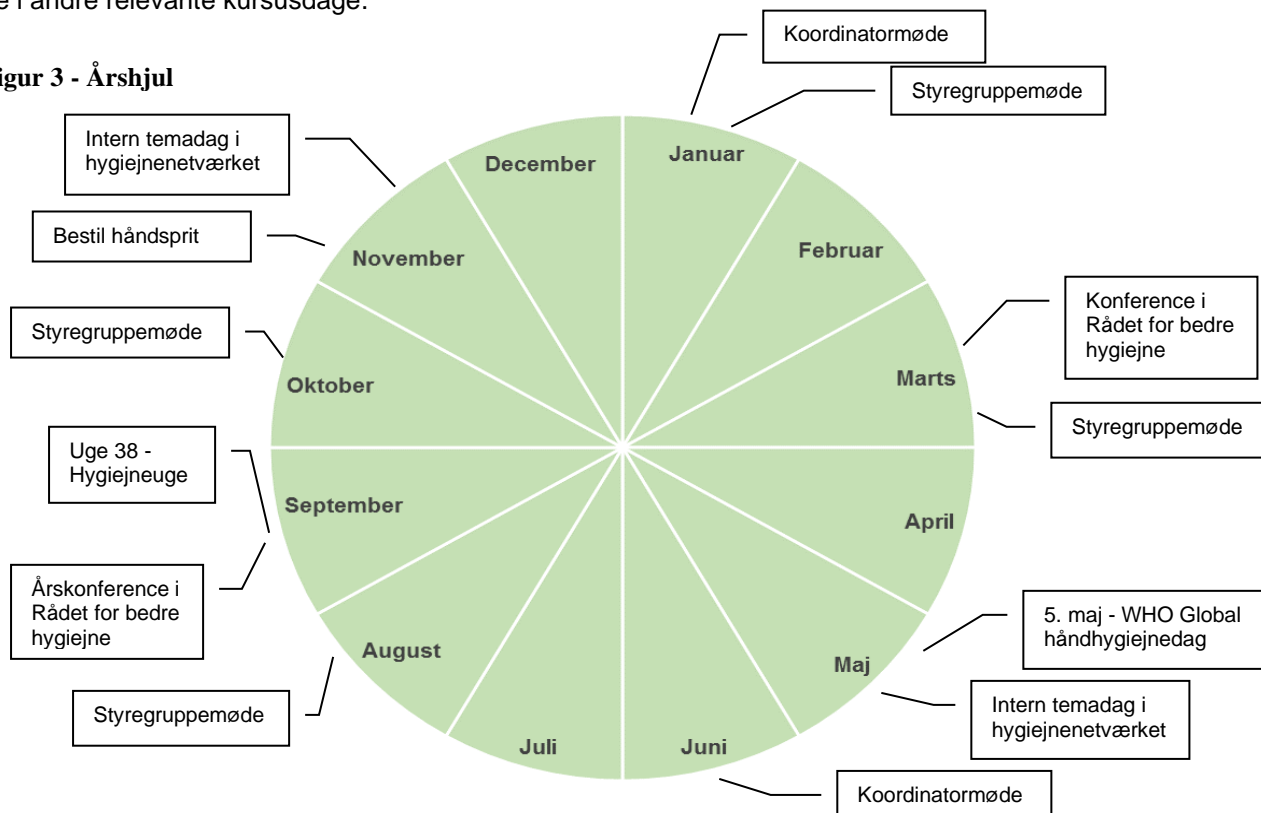 e i andre relevante kursusdage.
igur 3 - Årshjul
Koordinatormøde
Styregruppemøde
Intern temadag i
hygiejnenetværket
Bestil håndsprit
Styregruppemøde
Uge 38 -
Hygiejneuge
Årskonference i
Rådet for bedre
hygiejne
Styregruppemøde
December
Januar
November
Februar
Oktober
Marts
September
April
August
Maj
Juli
Juni
Konference i
Rådet for bedre
hygiejne
Styregruppemøde
5. maj - WHO Global
håndhygiejnedag
Intern temadag i
hygiejnenetværket
Koordinatormøde